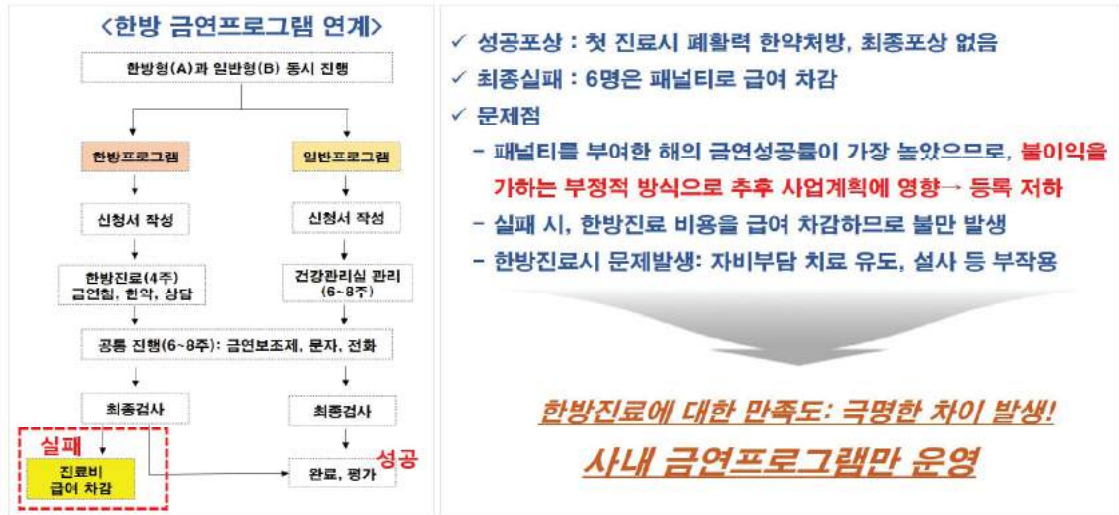 <한방 금연프로그램 연계>
한방형(A)과 일반형(B) 동시 진행
한방프로그램
일반프로그램
신청서 작성
신청서 작성
한방진료(4주)
금연침, 한약, 상담
건강관리실 관리
(6~8주)
공통 진행(6~8주): 금연보조제, 문자, 전화
최종검사
최종검사
실패
진료비
급여 차감
성공
완료, 평가
✓ 성공포상 : 첫 진료시 폐활력 한약처방, 최종포상 없음
✓ 최종실패 : 6명은 패널티로 급여 차감
✓ 문제점
- 패널티를 부여한 해의 금연성공률이 가장 높았으므로, 불이익을
가하는 부정적 방식으로 추후 사업계획에 영향→ 등록 저하
- 실패 시, 한방진료 비용을 급여 차감하므로 불만 발생
- 한방진료시 문제발생: 자비부담 치료 유도, 설사 등 부작용
한방진료에 대한 만족도: 극명한 차이 발생!
사내 금연프로그램만 운영